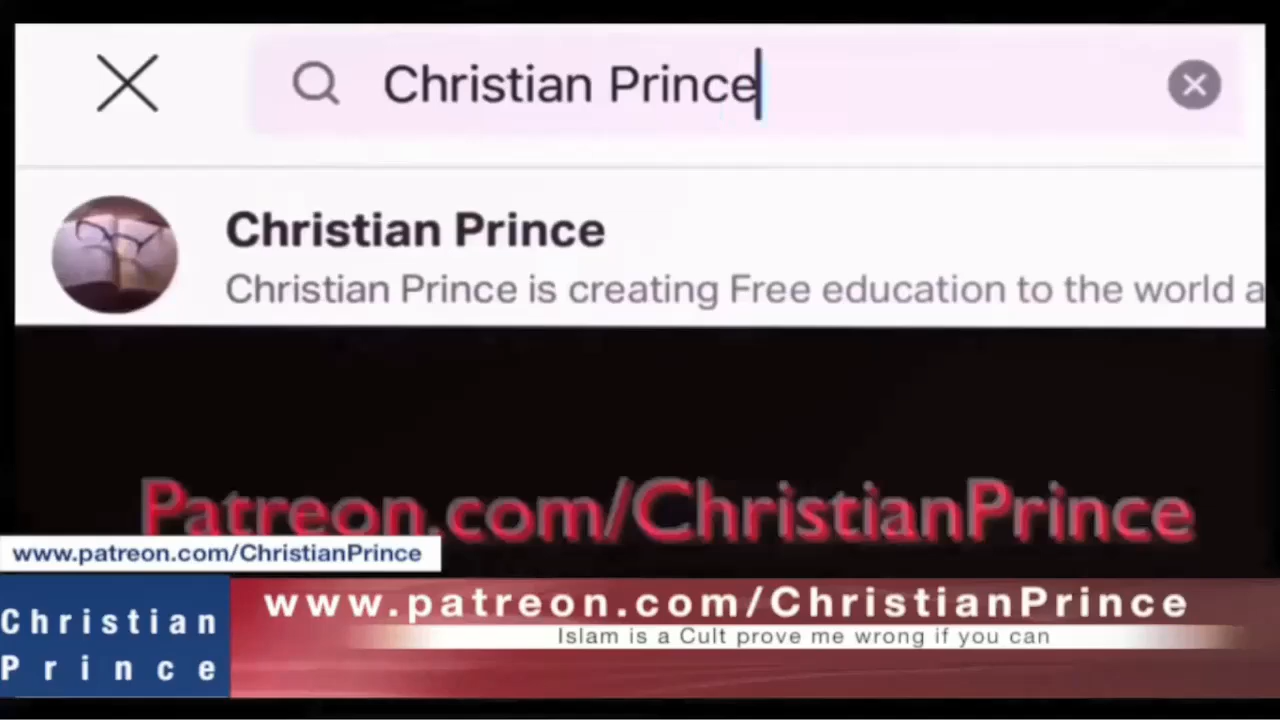 Christian Prince
Christian Prince
Christian Prince is creating Free education to the world a
Patreon.com/ChristianPrince
www.patreon.com/ChristianPrince
Christian
Prince
www.patreon.com/ChristianPrince
Islam is a Cult prove me wrong if you can